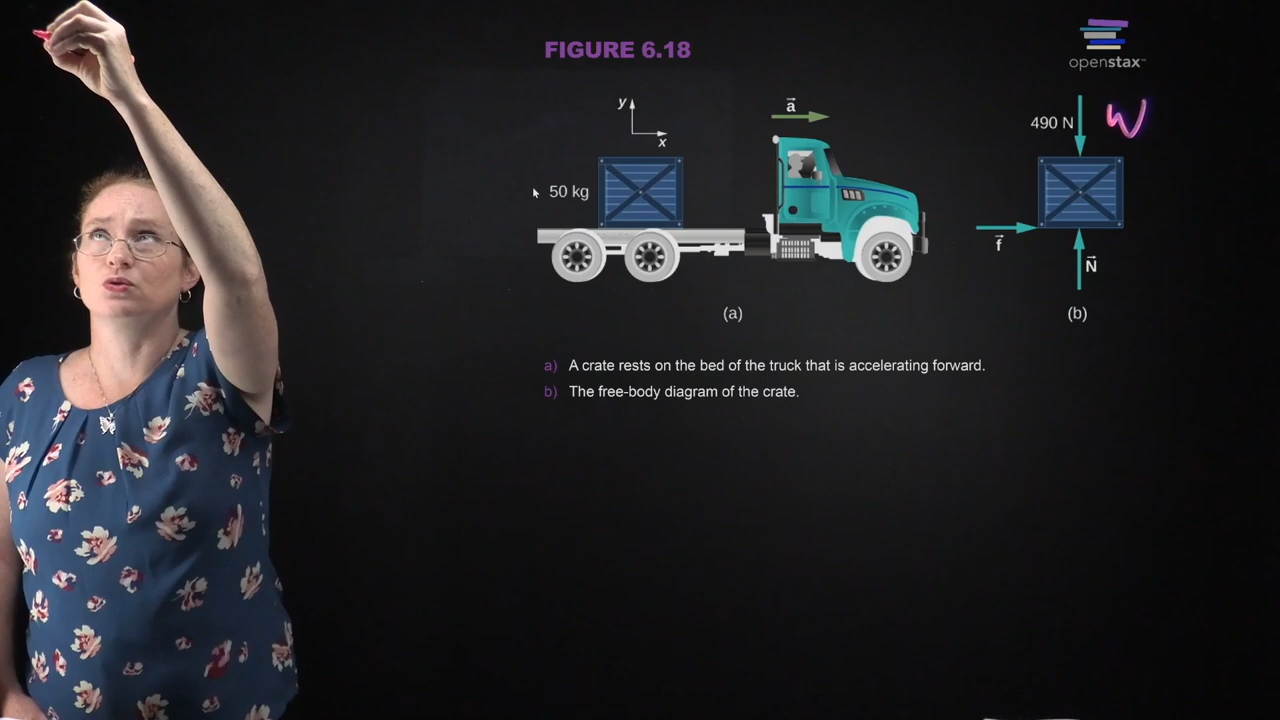 FIGURE 6.18
openstax™
y
x
a
490 N
W
50 kg
f
N
(a)
(b)
a) A crate rests on the bed of the truck that is accelerating forward.
b) The free-body diagram of the crate.